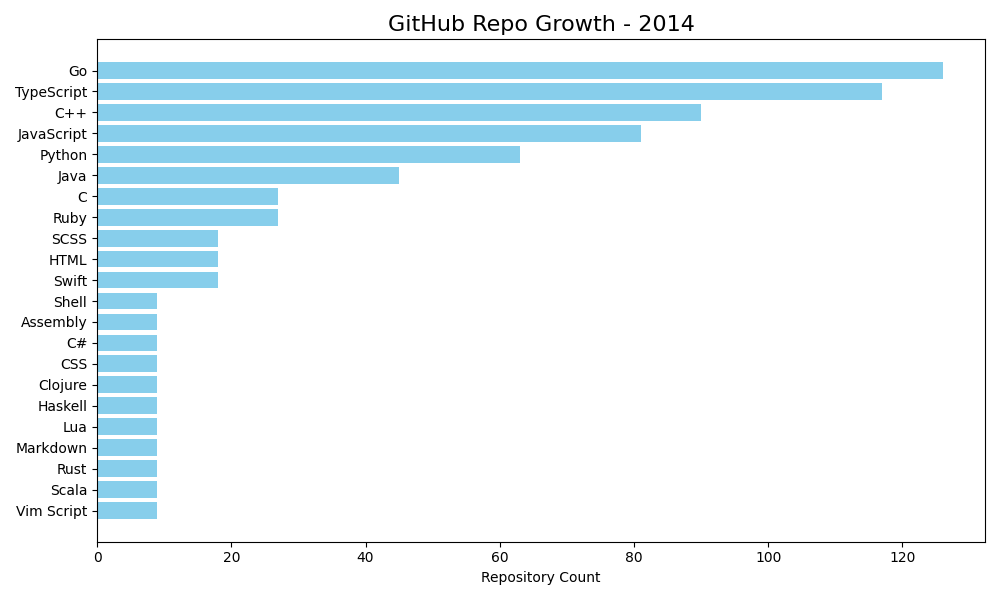 GitHub Repo Growth - 2014
Go
TypeScript
C++
JavaScript
Python
Java
C
Ruby
SCSS
HTML
Swift
Shell
Assembly
C#
CSS
Clojure
Haskell
Lua
Markdown
Rust
Scala
Vim Script
0 20 40 60 80 100 120
Repository Count